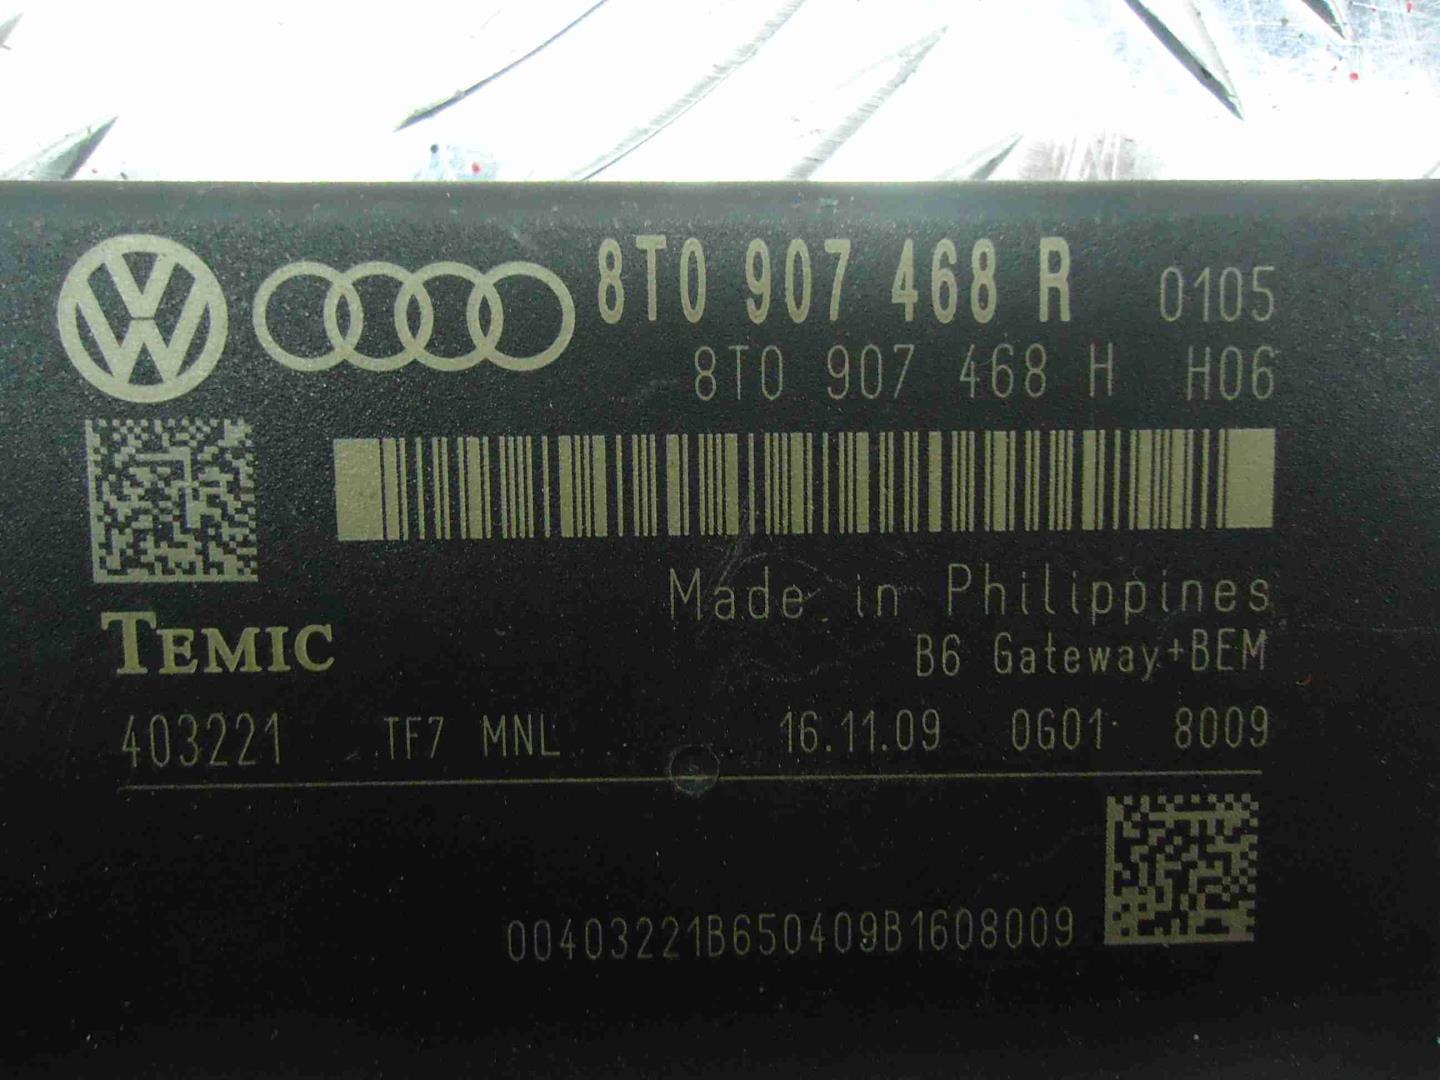 8T0 907 468 R 0105
8T0 907 468 H H06
Made in Philippines
TEMIC
B6 Gateway+BEM
403221 TF7 MNL 16.11.09 0G01 8009
00403221B650409B1608009